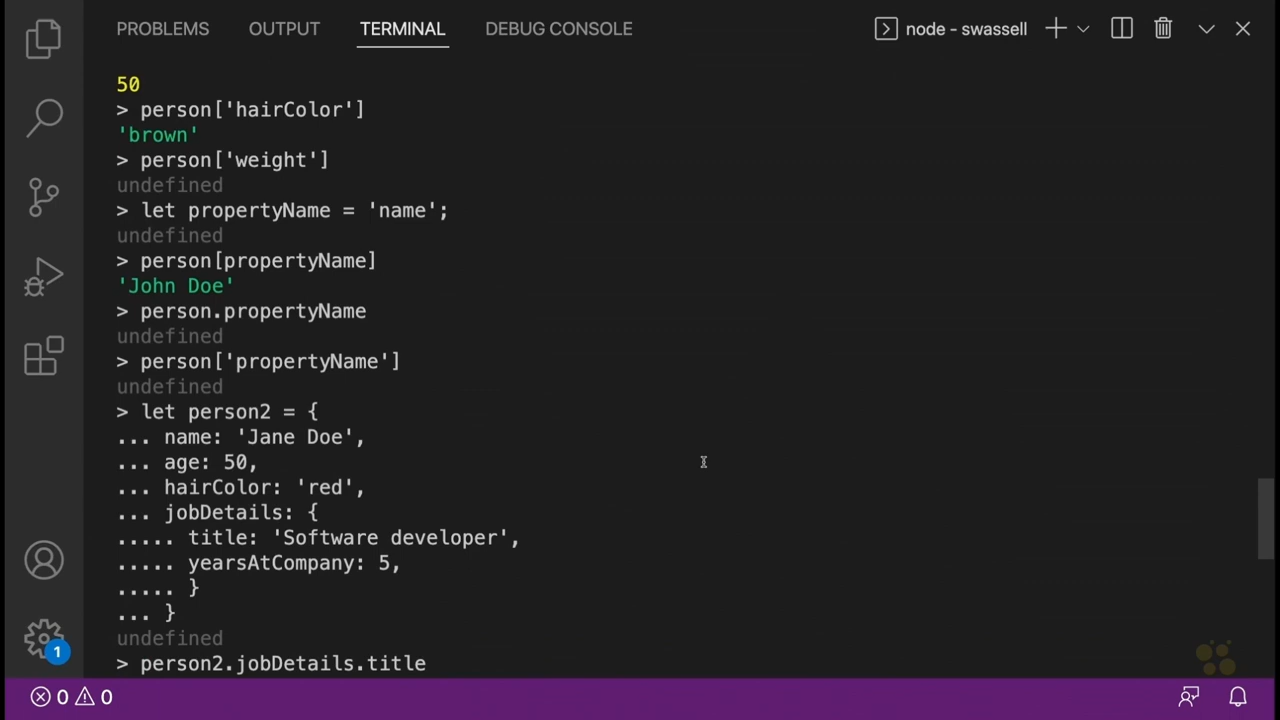 PROBLEMS OUTPUT TERMINAL DEBUG CONSOLE node - swassell
50
> person['hairColor']
'brown'
> person['weight']
undefined
> let propertyName = 'name';
undefined
> person[propertyName]
'John Doe'
> person.propertyName
undefined
> person['propertyName']
undefined
> let person2 = {
... name: 'Jane Doe',
... age: 50,
... hairColor: 'red',
... jobDetails: {
..... title: 'Software developer',
..... yearsAtCompany: 5,
..... }
... }
undefined
> person2.jobDetails.title
1
0 0